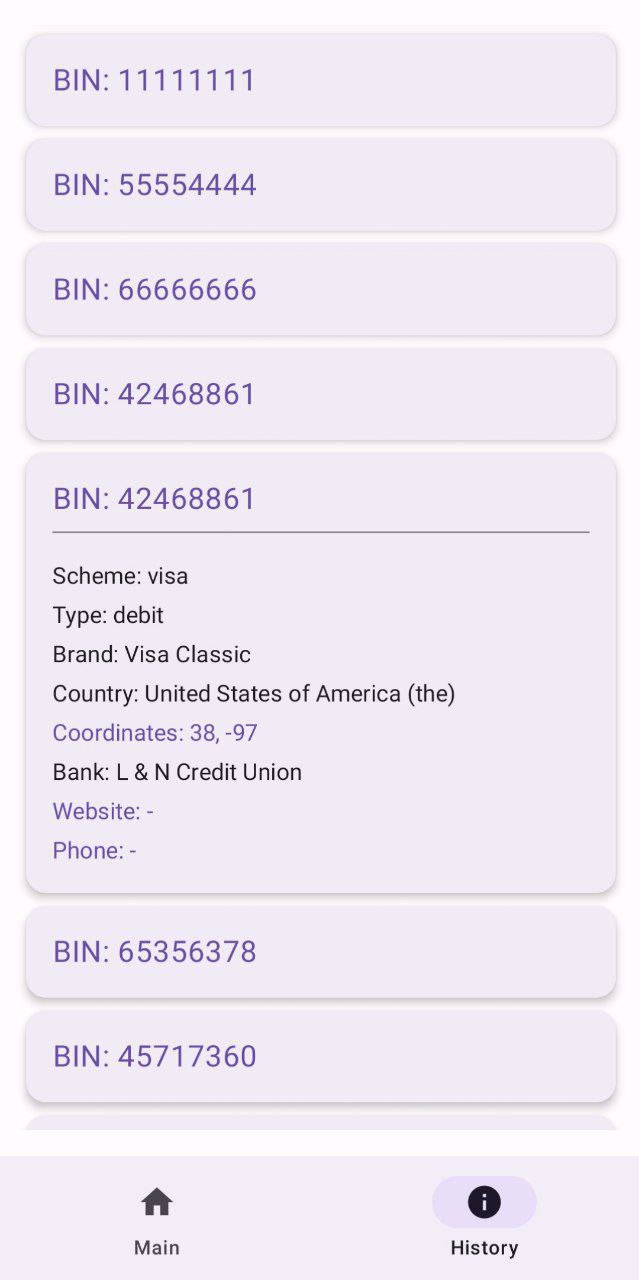 BIN: 11111111
BIN: 55554444
BIN: 66666666
BIN: 42468861
BIN: 42468861
Scheme: visa
Type: debit
Brand: Visa Classic
Country: United States of America (the)
Coordinates: 38, -97
Bank: L & N Credit Union
Website: -
Phone: -
BIN: 65356378
BIN: 45717360
Main
History